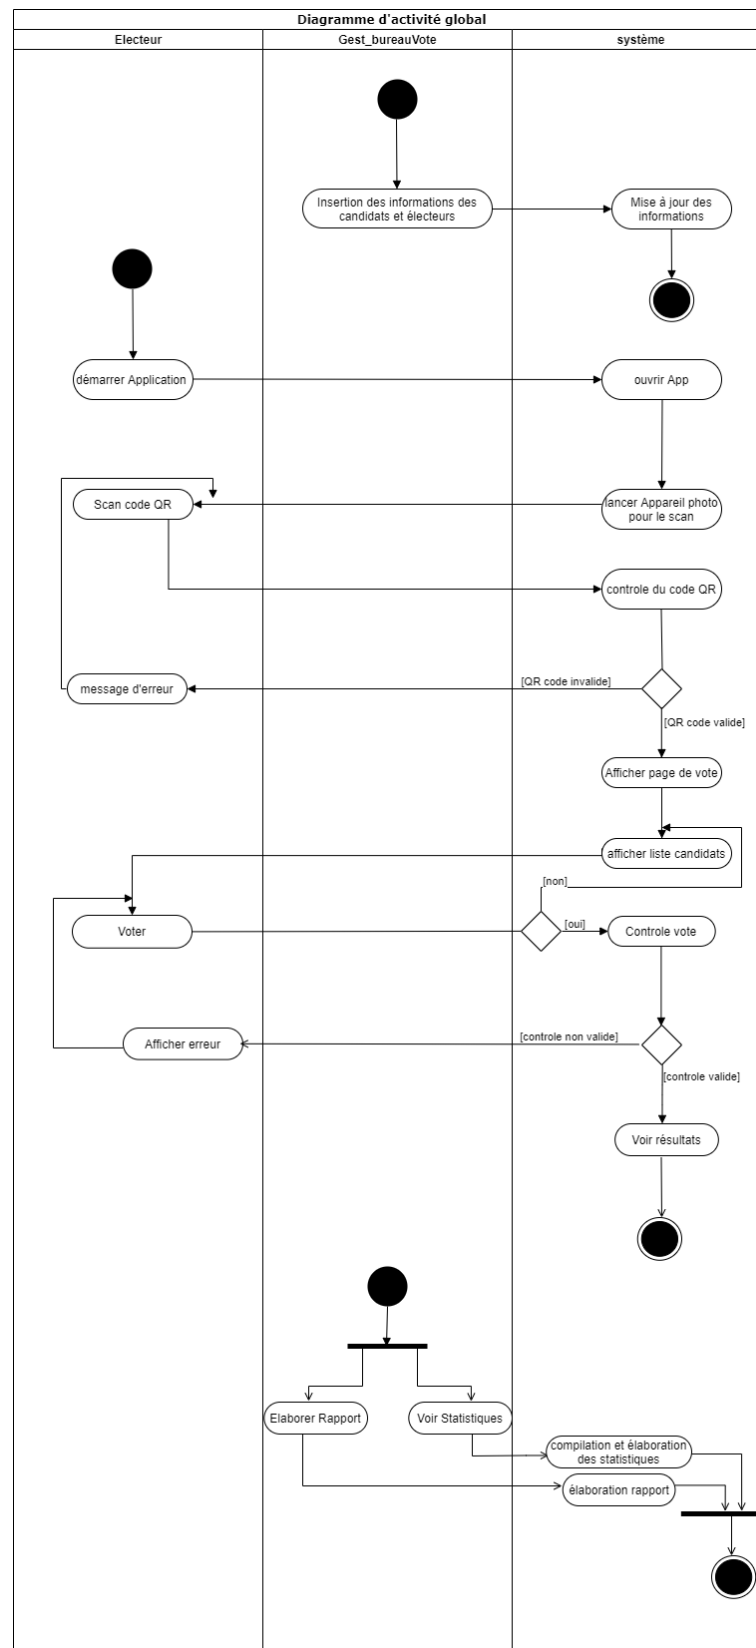 Diagramme d'activité global
Electeur
Gest_bureauVote
système
Insertion des informations des
candidats et électeurs
Mise à jour des
informations
démarrer Application
ouvrir App
Scan code QR
lancer Appareil photo
pour le scan
controle du code QR
message d'erreur
[QR code invalide]
[QR code valide]
Afficher page de vote
afficher liste candidats
[non]
Voter
[oui]
Controle vote
Afficher erreur
[controle non valide]
[controle valide]
Voir résultats
Elaborer Rapport
Voir Statistiques
compilation et élaboration
des statistiques
élaboration rapport